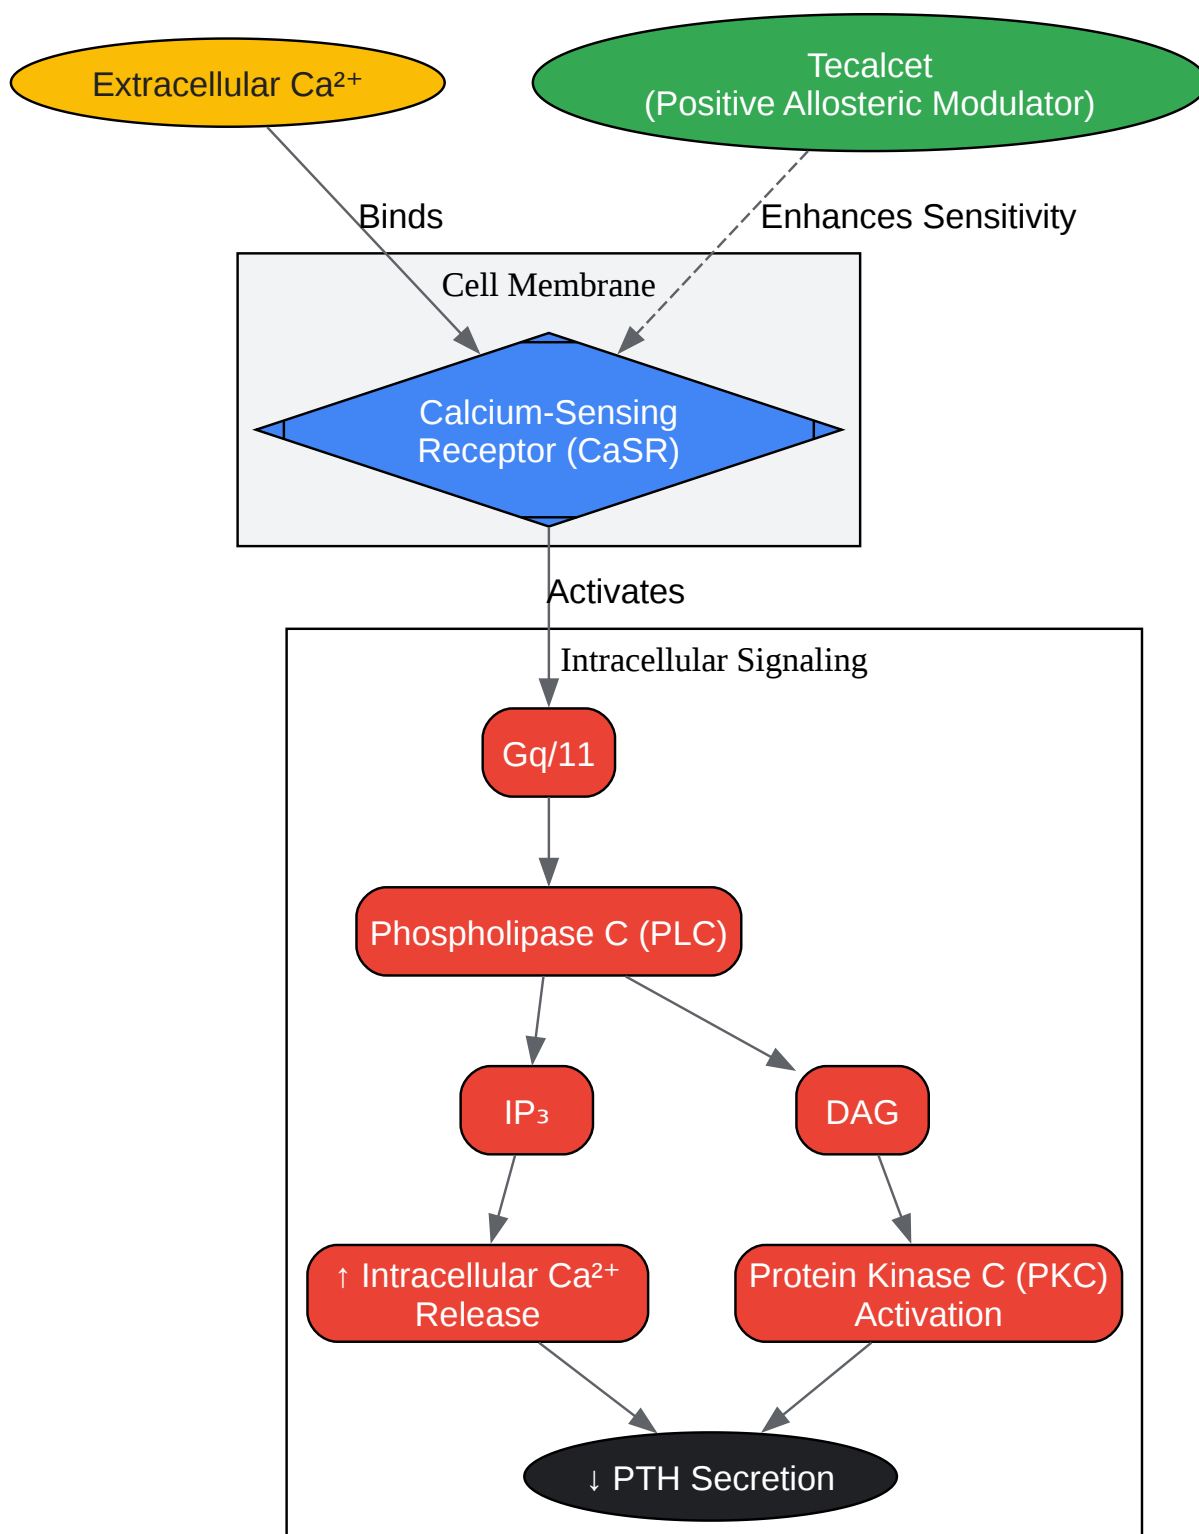 Extracellular Ca²⁺
Tecalcet
(Positive Allosteric Modulator)
Binds
Enhances Sensitivity
Cell Membrane
Calcium-Sensing
Receptor (CaSR)
Activates
Intracellular Signaling
Gq/11
Phospholipase C (PLC)
IP₃
DAG
↑ Intracellular Ca²⁺
Release
Protein Kinase C (PKC)
Activation
↓ PTH Secretion